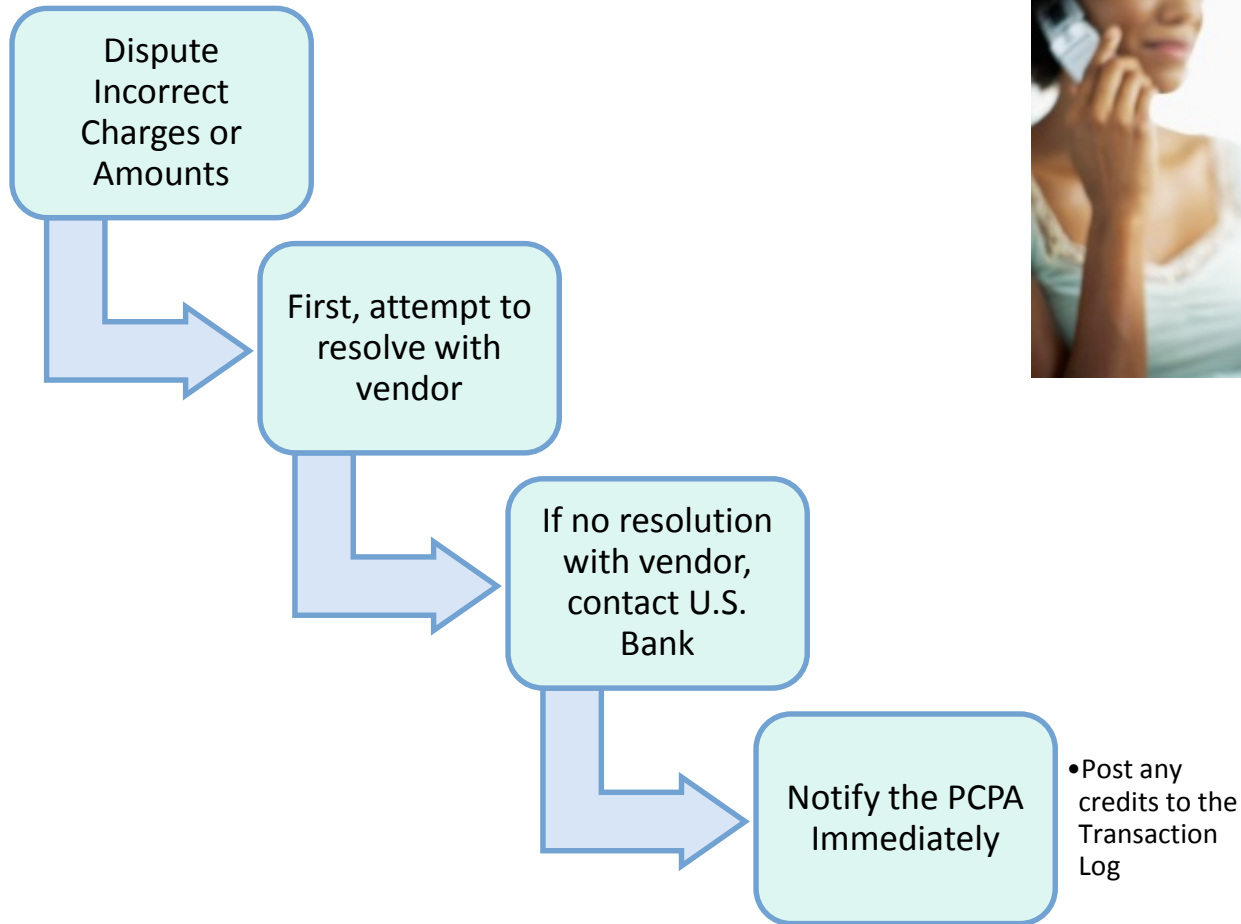 Dispute
Incorrect
Charges or
Amounts
First, attempt to
resolve with
vendor
If no resolution
with vendor,
contact U.S.
Bank
Notify the PCPA
Immediately
•Post any
credits to the
Transaction
Log